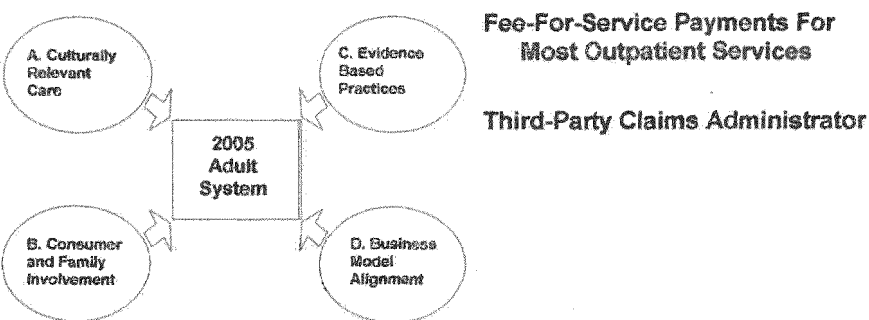 A. Culturally
Relevant
Care
C. Evidence
Based
Practices
2005
Adult
System
B. Consumer
and Family
Involvement
D. Business
Model
Alignment
Fee-For-Service Payments For
Most Outpatient Services
Third-Party Claims Administrator